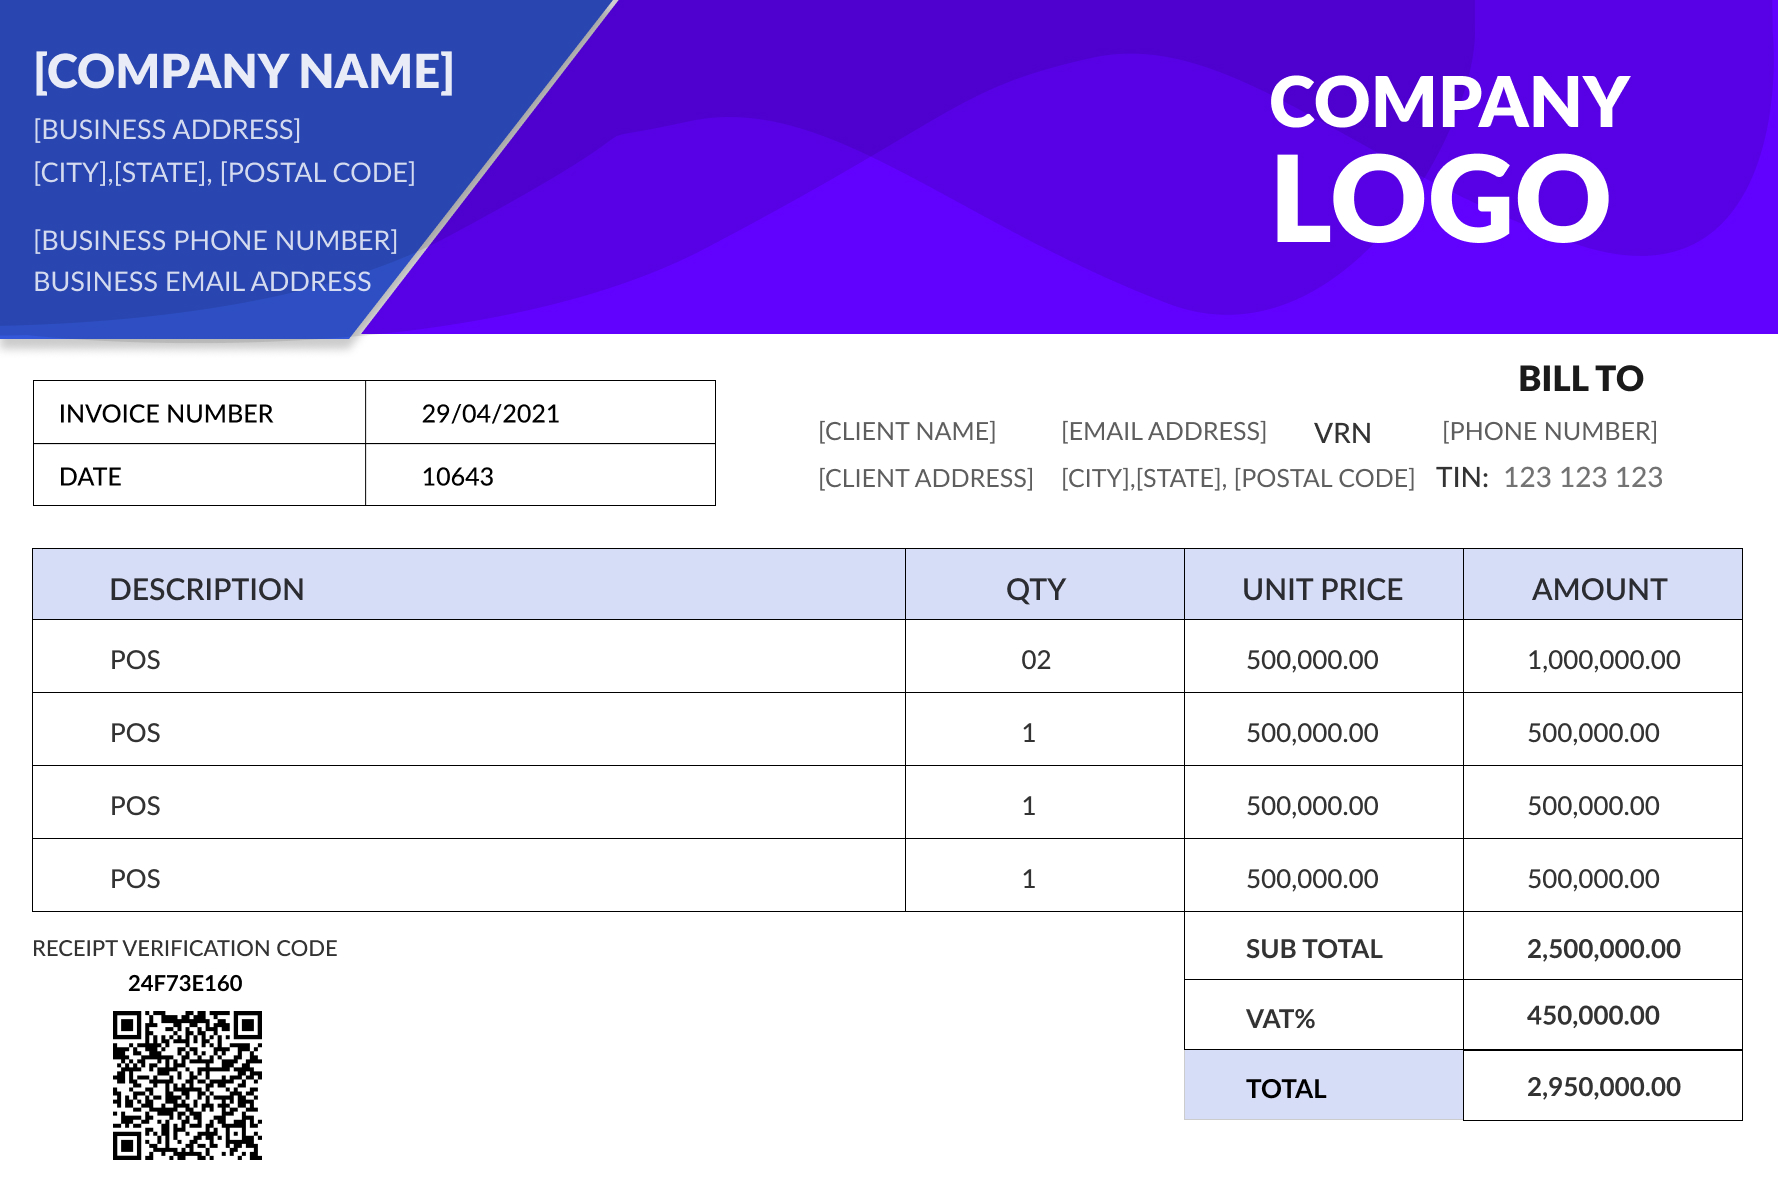 [COMPANY NAME]
[BUSINESS ADDRESS]
[CITY],[STATE], [POSTAL CODE]
[BUSINESS PHONE NUMBER]
BUSINESS EMAIL ADDRESS
COMPANY
LOGO
INVOICE NUMBER 29/04/2021
DATE 10643
BILL TO
[CLIENT NAME] [EMAIL ADDRESS] VRN [PHONE NUMBER]
[CLIENT ADDRESS] [CITY],[STATE], [POSTAL CODE] TIN: 123 123 123
DESCRIPTION QTY UNIT PRICE AMOUNT
POS 02 500,000.00 1,000,000.00
POS 1 500,000.00 500,000.00
POS 1 500,000.00 500,000.00
POS 1 500,000.00 500,000.00
SUB TOTAL 2,500,000.00
VAT% 450,000.00
TOTAL 2,950,000.00
RECEIPT VERIFICATION CODE
24F73E160